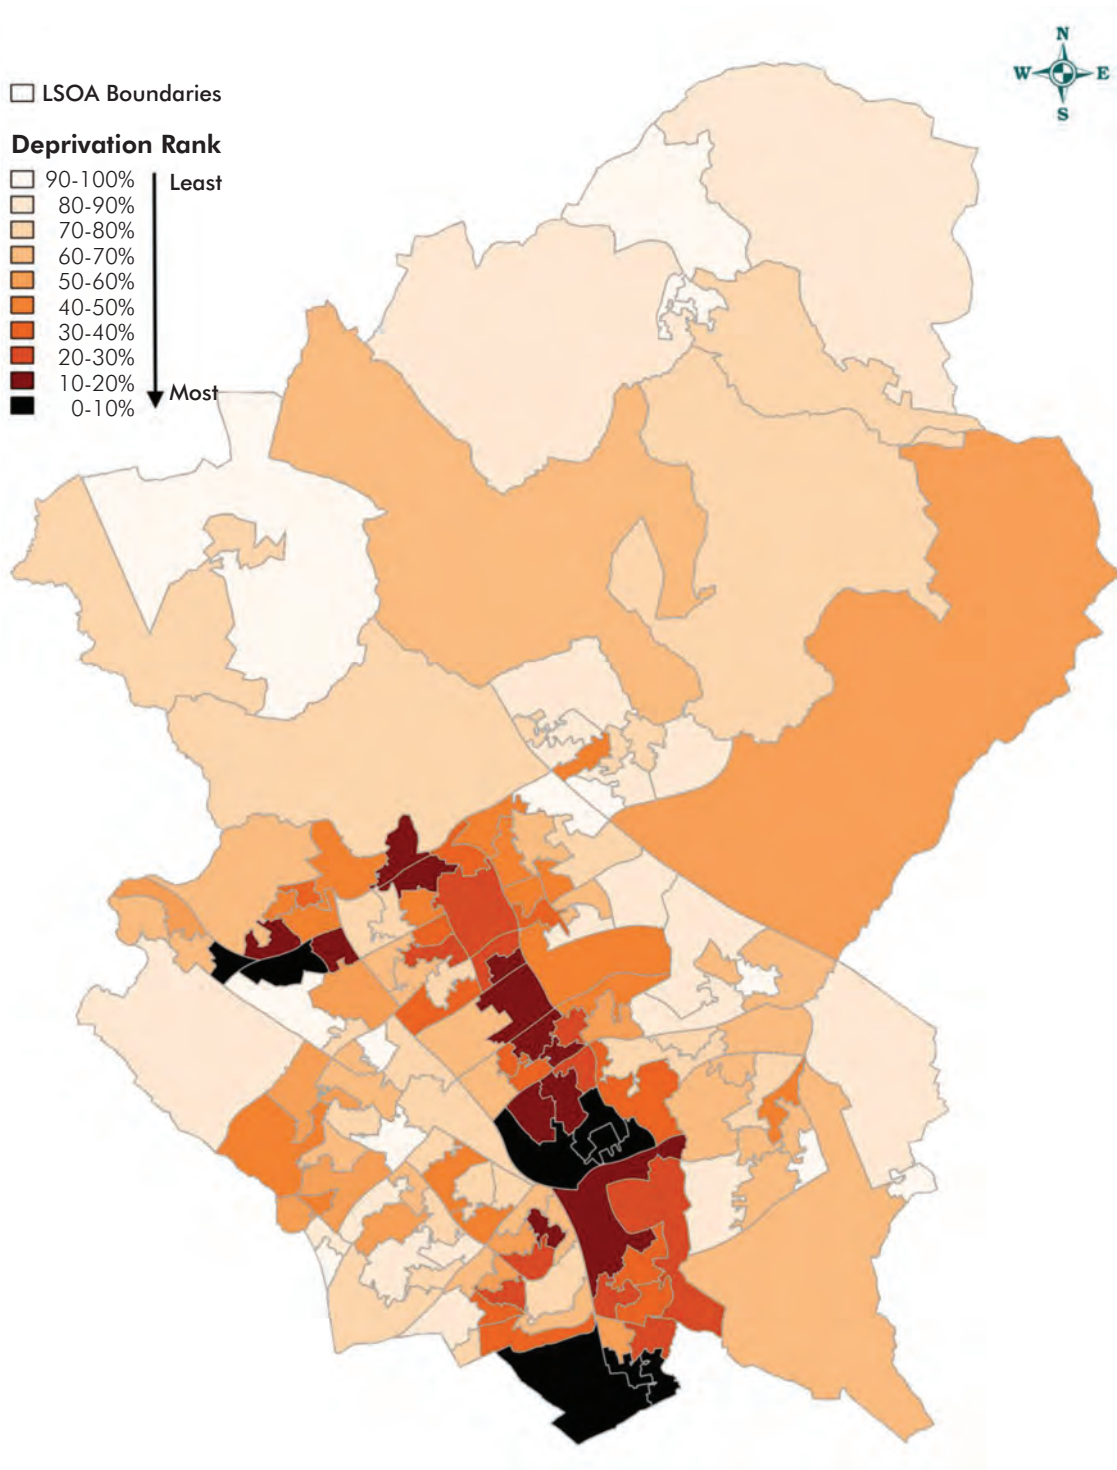 N
W E
S
LSOA Boundaries
Deprivation Rank
90-100% Least
80-90%
70-80%
60-70%
50-60%
40-50%
30-40%
20-30%
10-20% Most
0-10%